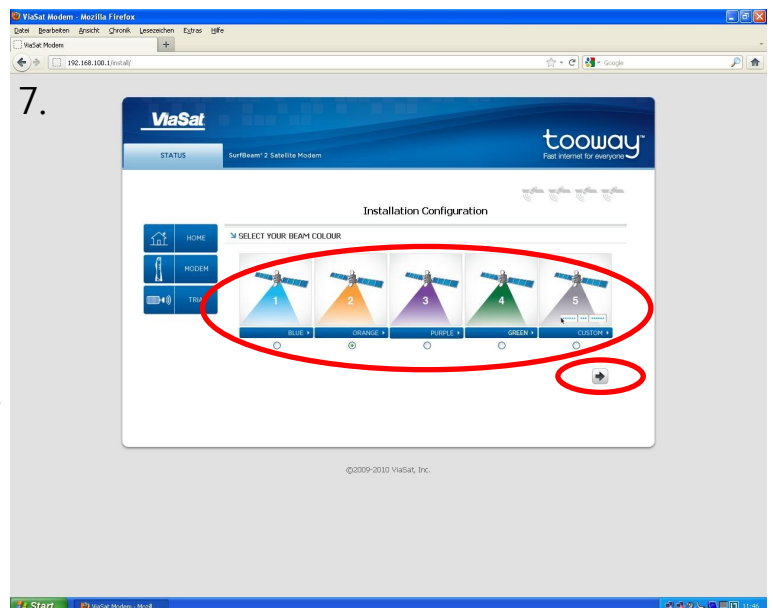 ViaSat Modem - Mozilla Firefox
Datei Bearbeiten Ansicht Chronik Lesezeichen Extras Hilfe
ViaSat Modem +
192.168.100.1/install/ Google
7.
ViaSat
tooway™
Fast internet for everyone
STATUS SurfBeam® 2 Satellite Modem
Installation Configuration
SELECT YOUR BEAM COLOUR
HOME
MODEM
TRIA
1 2 3 4 5
BLUE ORANGE PURPLE GREEN CUSTOM
©2009-2010 ViaSat, Inc.
Start ViaSat Modem - Mozil... 11:46